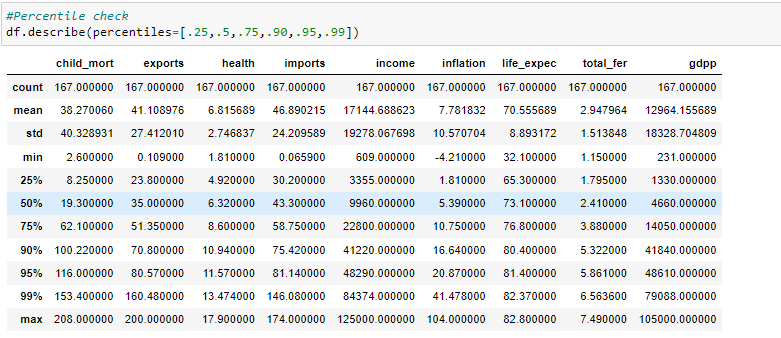 #Percentile check
df.describe(percentiles=[.25,.5,.75,.90,.95,.99])
child_mort exports health imports income inflation life_expec total_fer gdpp
count 167.000000 167.000000 167.000000 167.000000 167.000000 167.000000 167.000000 167.000000 167.000000
mean 38.270060 41.108976 6.815689 46.890215 17144.688623 7.781832 70.555689 2.947964 12964.155689
std 40.328931 27.412010 2.746837 24.209589 19278.067698 10.570704 8.893172 1.513848 18328.704809
min 2.600000 0.109000 1.810000 0.065900 609.000000 -4.210000 32.100000 1.150000 231.000000
25% 8.250000 23.800000 4.920000 30.200000 3355.000000 1.810000 65.300000 1.795000 1330.000000
50% 19.300000 35.000000 6.320000 43.300000 9960.000000 5.390000 73.100000 2.410000 4660.000000
75% 62.100000 51.350000 8.600000 58.750000 22800.000000 10.750000 76.800000 3.880000 14050.000000
90% 100.220000 70.800000 10.940000 75.420000 41220.000000 16.640000 80.400000 5.322000 41840.000000
95% 116.000000 80.570000 11.570000 81.140000 48290.000000 20.870000 81.400000 5.861000 48610.000000
99% 153.400000 160.480000 13.474000 146.080000 84374.000000 41.478000 82.370000 6.563600 79088.000000
max 208.000000 200.000000 17.900000 174.000000 125000.000000 104.000000 82.800000 7.490000 105000.000000